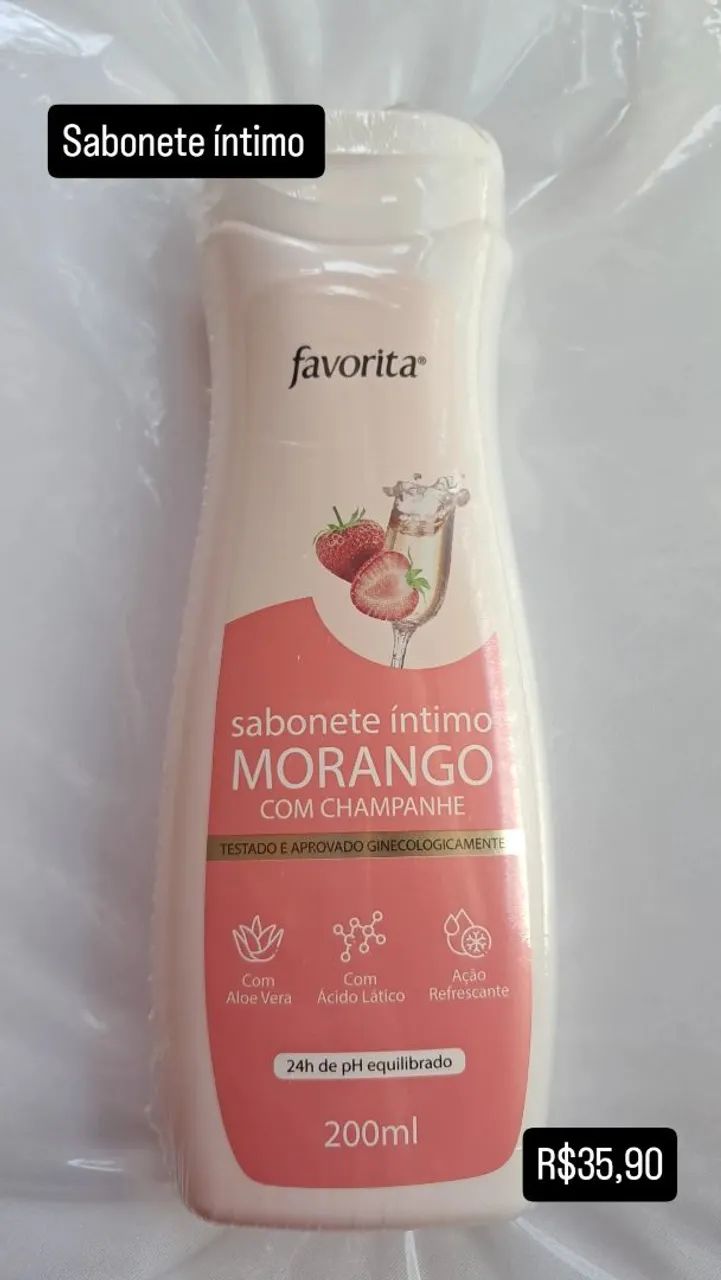 Sabonete íntimo
favorita®
sabonete íntimo
MORANGO
COM CHAMPANHE
TESTADO E APROVADO GINECOLOGICAMENTE
Com
Aloe Vera
Com
Ácido Lático
Ação
Refrescante
24h de pH equilibrado
200ml
R$35,90